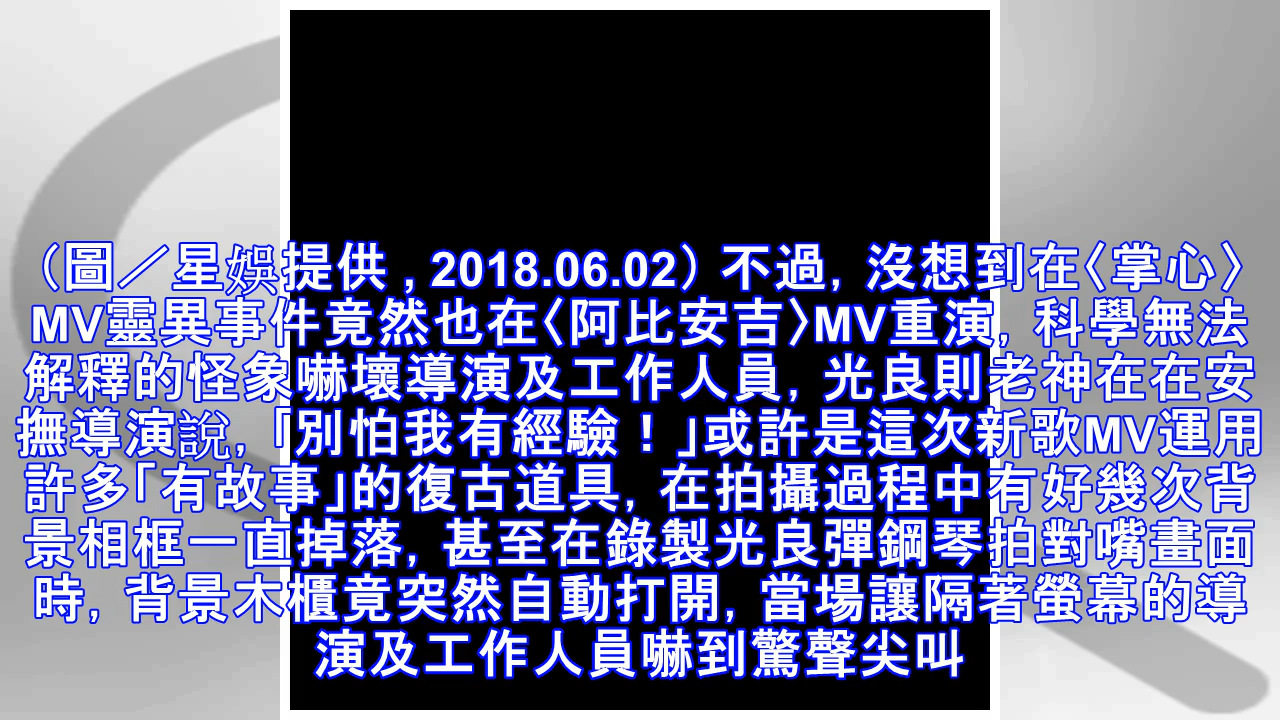 （圖／星娛提供，2018.06.02）不過，沒想到在〈掌心〉
MV靈異事件竟然也在〈阿比安吉〉MV重演，科學無法
解釋的怪象嚇壞導演及工作人員，光良則老神在在安
撫導演說，「別怕我有經驗！」或許是這次新歌MV運用
許多「有故事」的復古道具，在拍攝過程中有好幾次背
景相框一直掉落，甚至在錄製光良彈鋼琴拍對嘴畫面
時，背景木櫃竟突然自動打開，當場讓隔著螢幕的導
演及工作人員嚇到驚聲尖叫